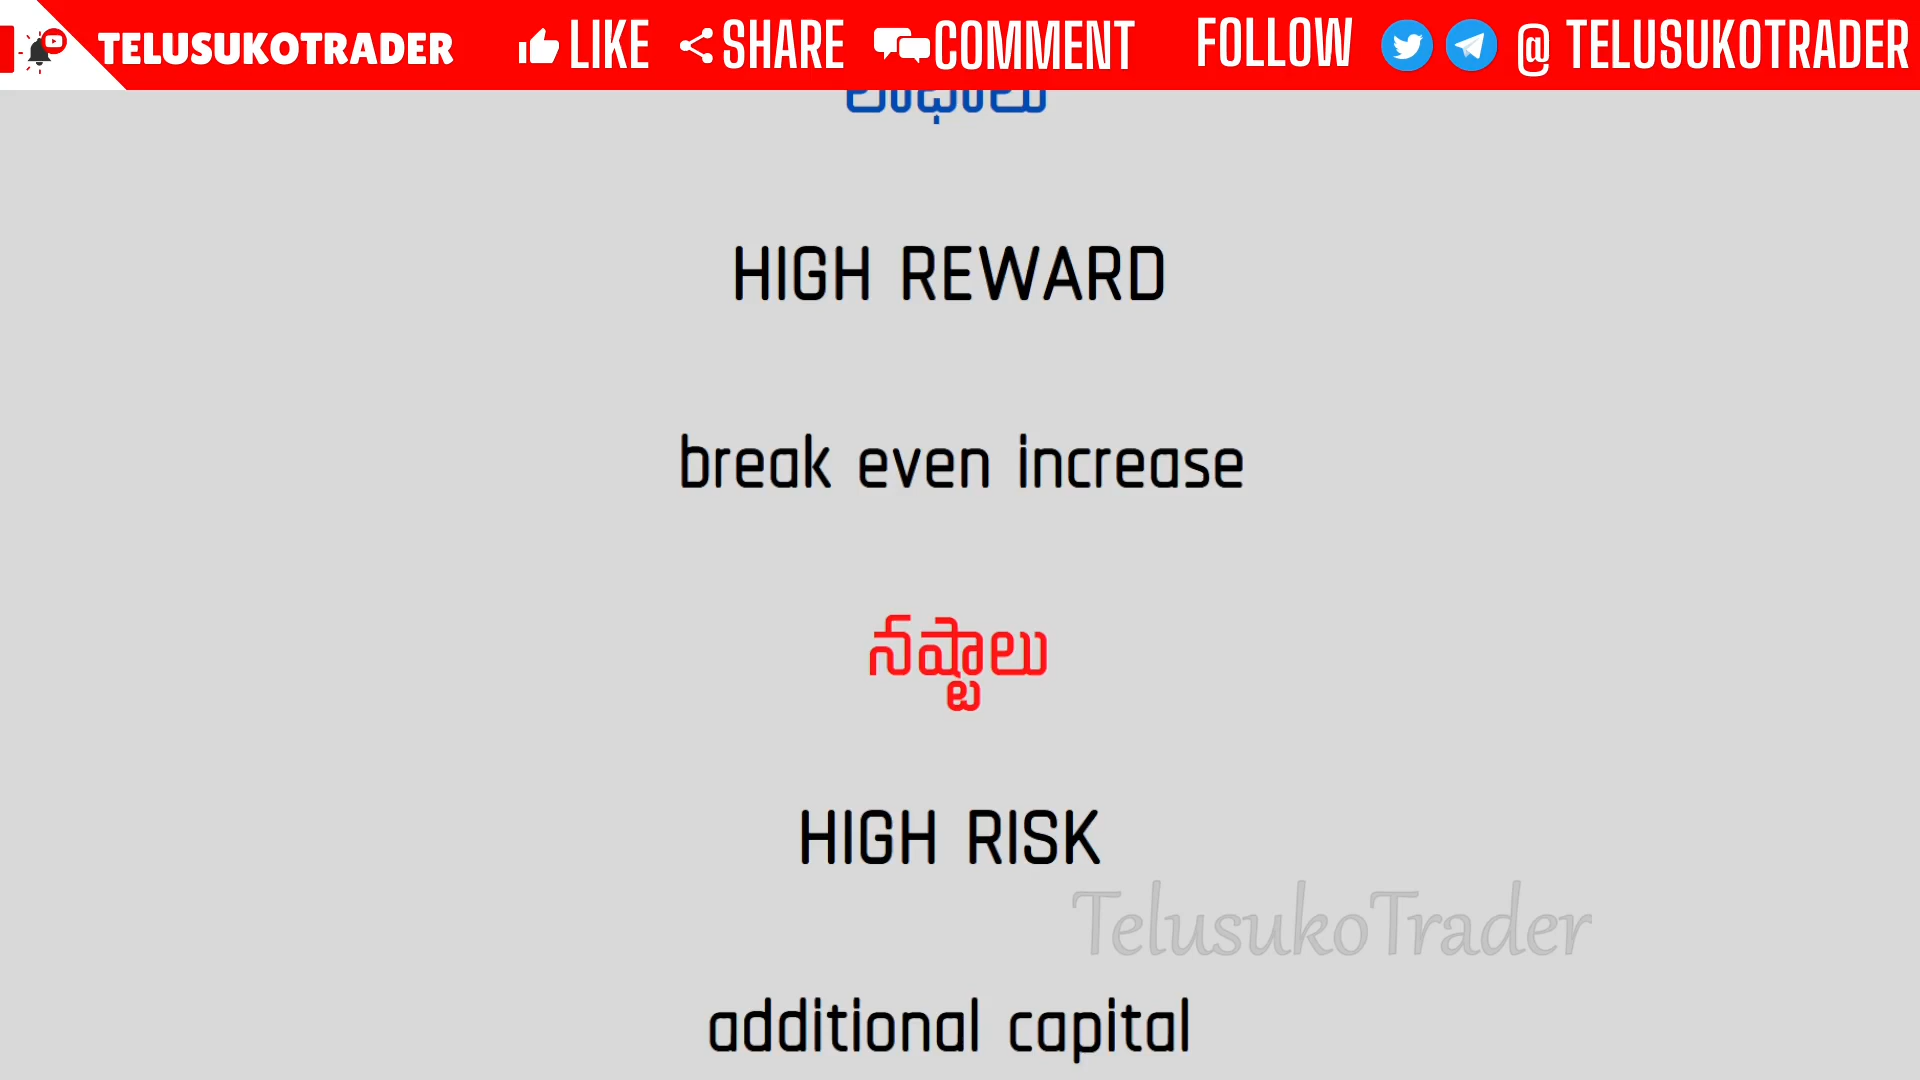 TELUSUKOTRADER LIKE SHARE COMMENT FOLLOW @ TELUSUKOTRADER
HIGH REWARD
break even increase
నష్టాలు
HIGH RISK
TelusukoTrader
additional capital